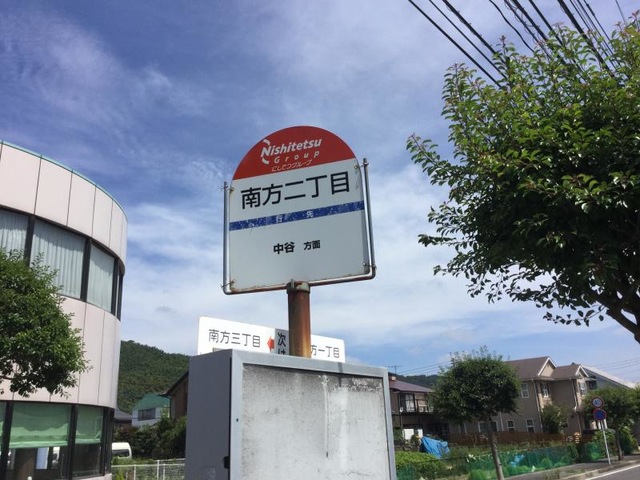 Nishitetsu
Group
にしてつグループ
南方二丁目
行先
中谷 方面
南方三丁目
次は
方一丁目